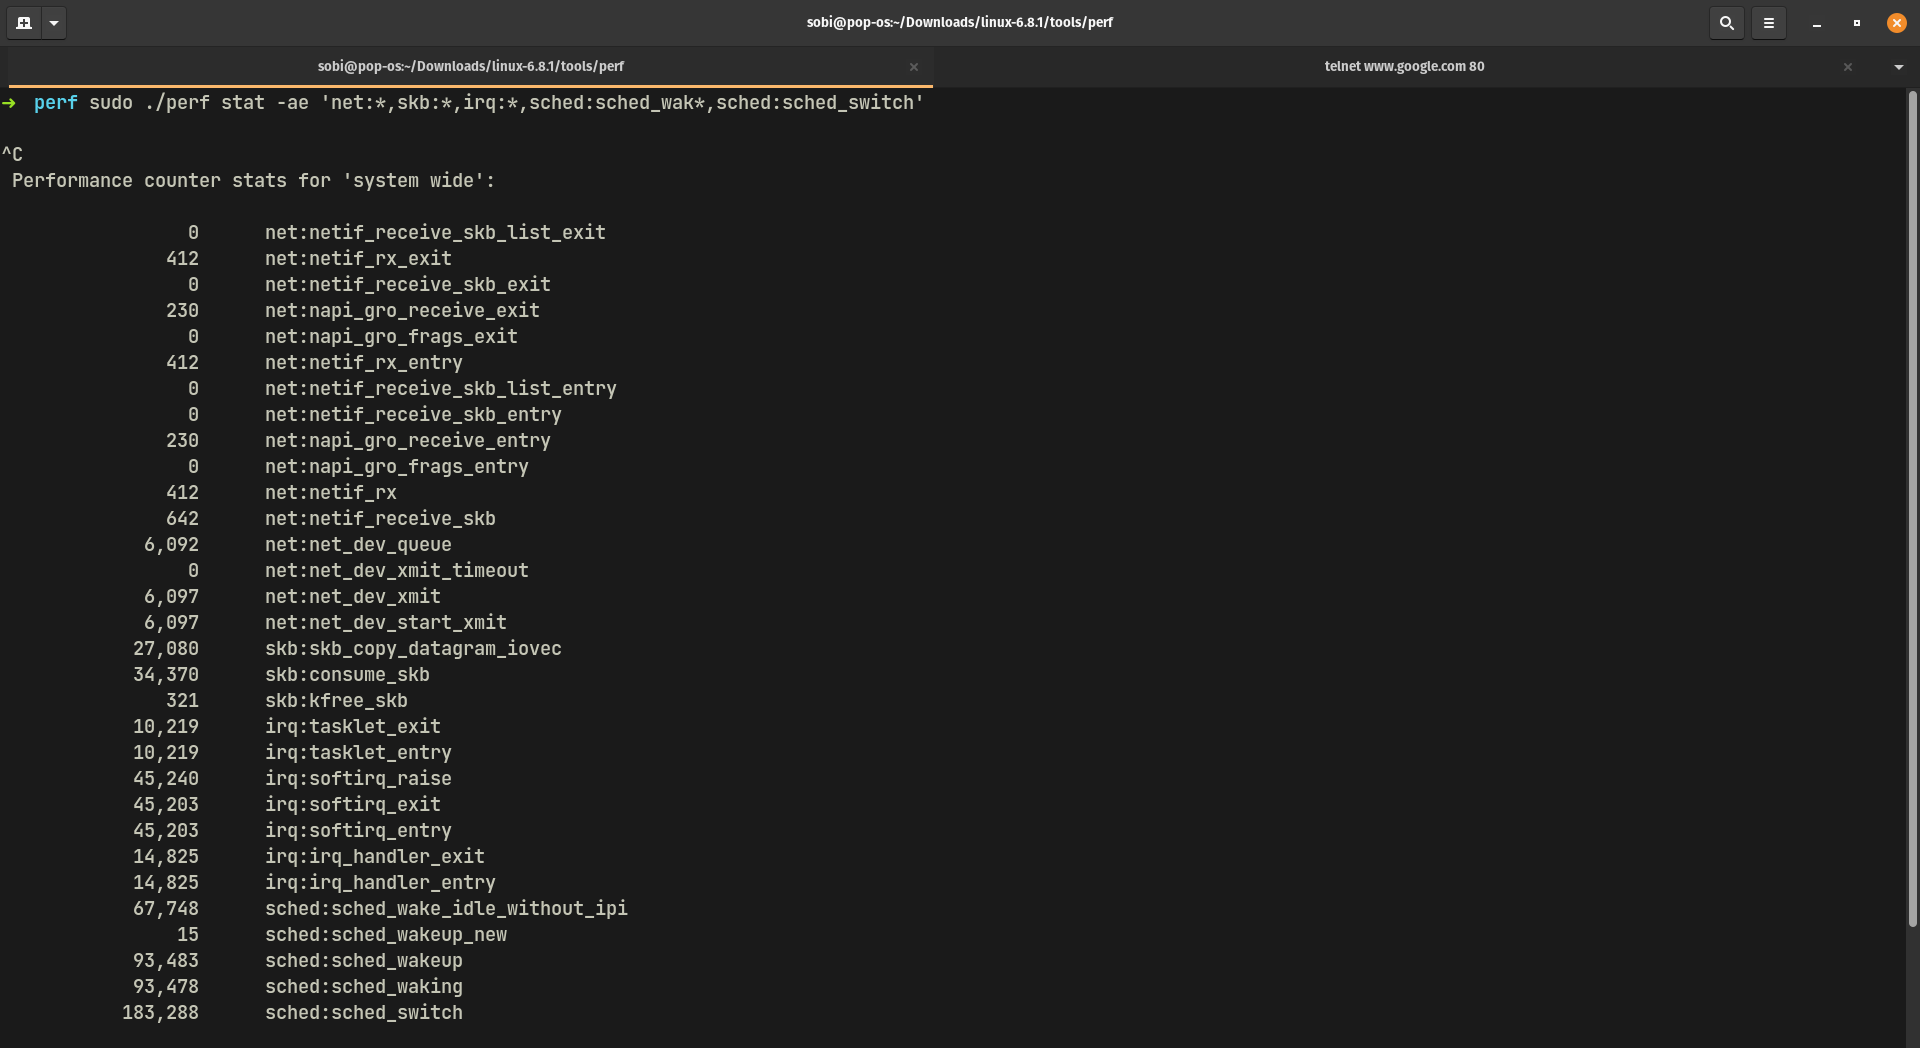 sobi@pop-os:~/Downloads/linux-6.8.1/tools/perf
sobi@pop-os:~/Downloads/linux-6.8.1/tools/perf × telnet www.google.com 80 ×
➜  perf sudo ./perf stat -ae 'net:*,skb:*,irq:*,sched:sched_wak*,sched:sched_switch'
^C
Performance counter stats for 'system wide':
0      net:netif_receive_skb_list_exit
412      net:netif_rx_exit
0      net:netif_receive_skb_exit
230      net:napi_gro_receive_exit
0      net:napi_gro_frags_exit
412      net:netif_rx_entry
0      net:netif_receive_skb_list_entry
0      net:netif_receive_skb_entry
230      net:napi_gro_receive_entry
0      net:napi_gro_frags_entry
412      net:netif_rx
642      net:netif_receive_skb
6,092      net:net_dev_queue
0      net:net_dev_xmit_timeout
6,097      net:net_dev_xmit
6,097      net:net_dev_start_xmit
27,080      skb:skb_copy_datagram_iovec
34,370      skb:consume_skb
321      skb:kfree_skb
10,219      irq:tasklet_exit
10,219      irq:tasklet_entry
45,240      irq:softirq_raise
45,203      irq:softirq_exit
45,203      irq:softirq_entry
14,825      irq:irq_handler_exit
14,825      irq:irq_handler_entry
67,748      sched:sched_wake_idle_without_ipi
15      sched:sched_wakeup_new
93,483      sched:sched_wakeup
93,478      sched:sched_waking
183,288      sched:sched_switch